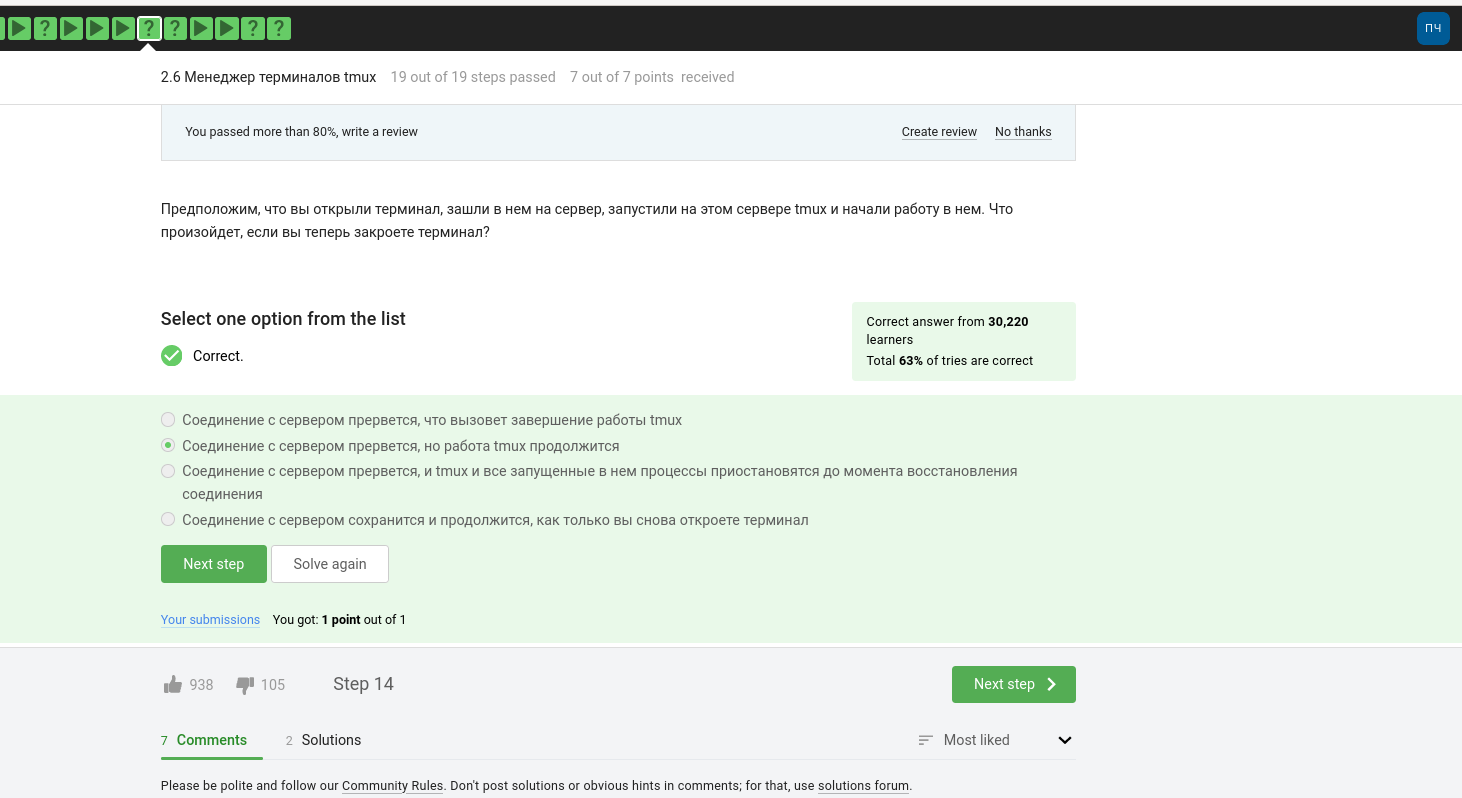 ? ? ? ? ?
ПЧ
2.6 Менеджер терминалов tmux 19 out of 19 steps passed 7 out of 7 points received
You passed more than 80%, write a review Create review No thanks
Предположим, что вы открыли терминал, зашли в нем на сервер, запустили на этом сервере tmux и начали работу в нем. Что
произойдет, если вы теперь закроете терминал?
Select one option from the list
Correct.
Correct answer from 30,220
learners
Total 63% of tries are correct
Соединение с сервером прервется, что вызовет завершение работы tmux
Соединение с сервером прервется, но работа tmux продолжится
Соединение с сервером прервется, и tmux и все запущенные в нем процессы приостановятся до момента восстановления
соединения
Соединение с сервером сохранится и продолжится, как только вы снова откроете терминал
Next step Solve again
Your submissions You got: 1 point out of 1
938 105 Step 14 Next step
7 Comments 2 Solutions Most liked
Please be polite and follow our Community Rules. Don't post solutions or obvious hints in comments; for that, use solutions forum.